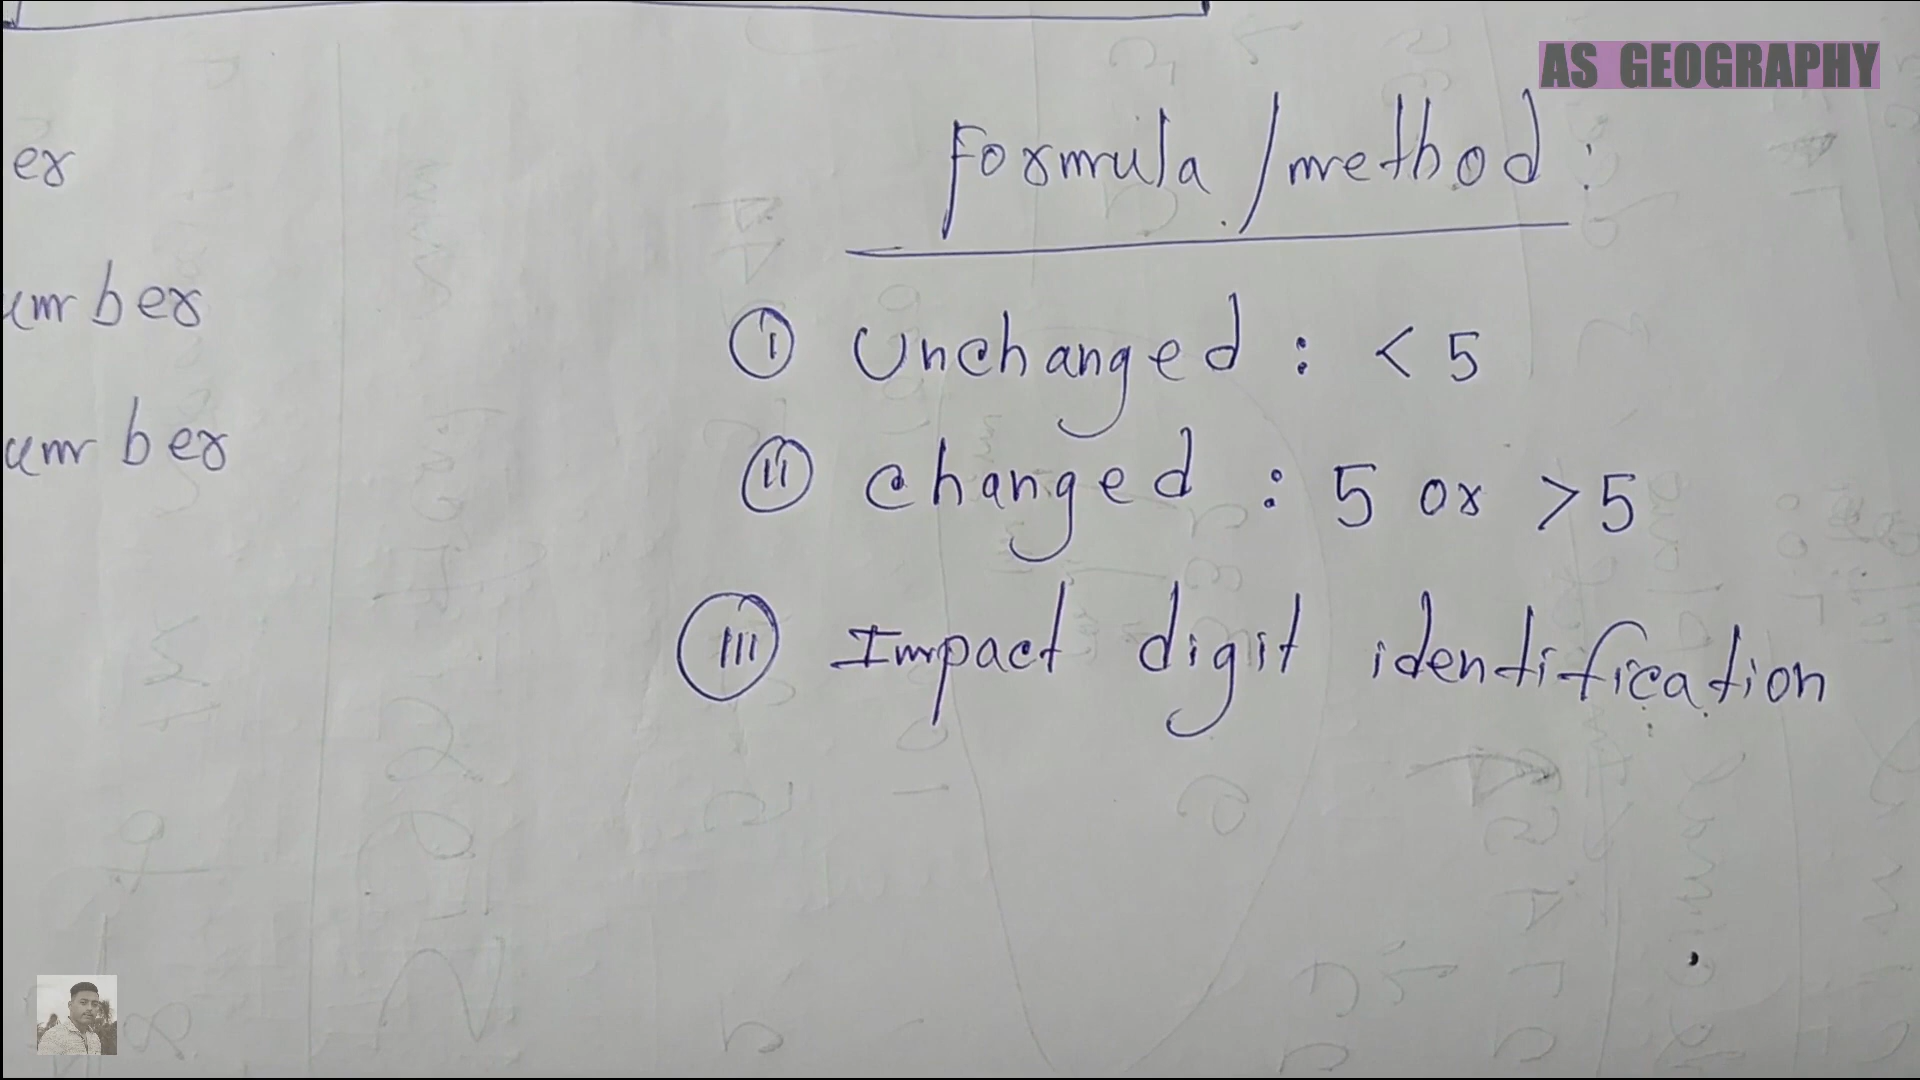 AS GEOGRAPHY
Formula / method :
er
umber
umber
(i) Unchanged : < 5
(ii) changed : 5 or > 5
(iii) Impact digit identification